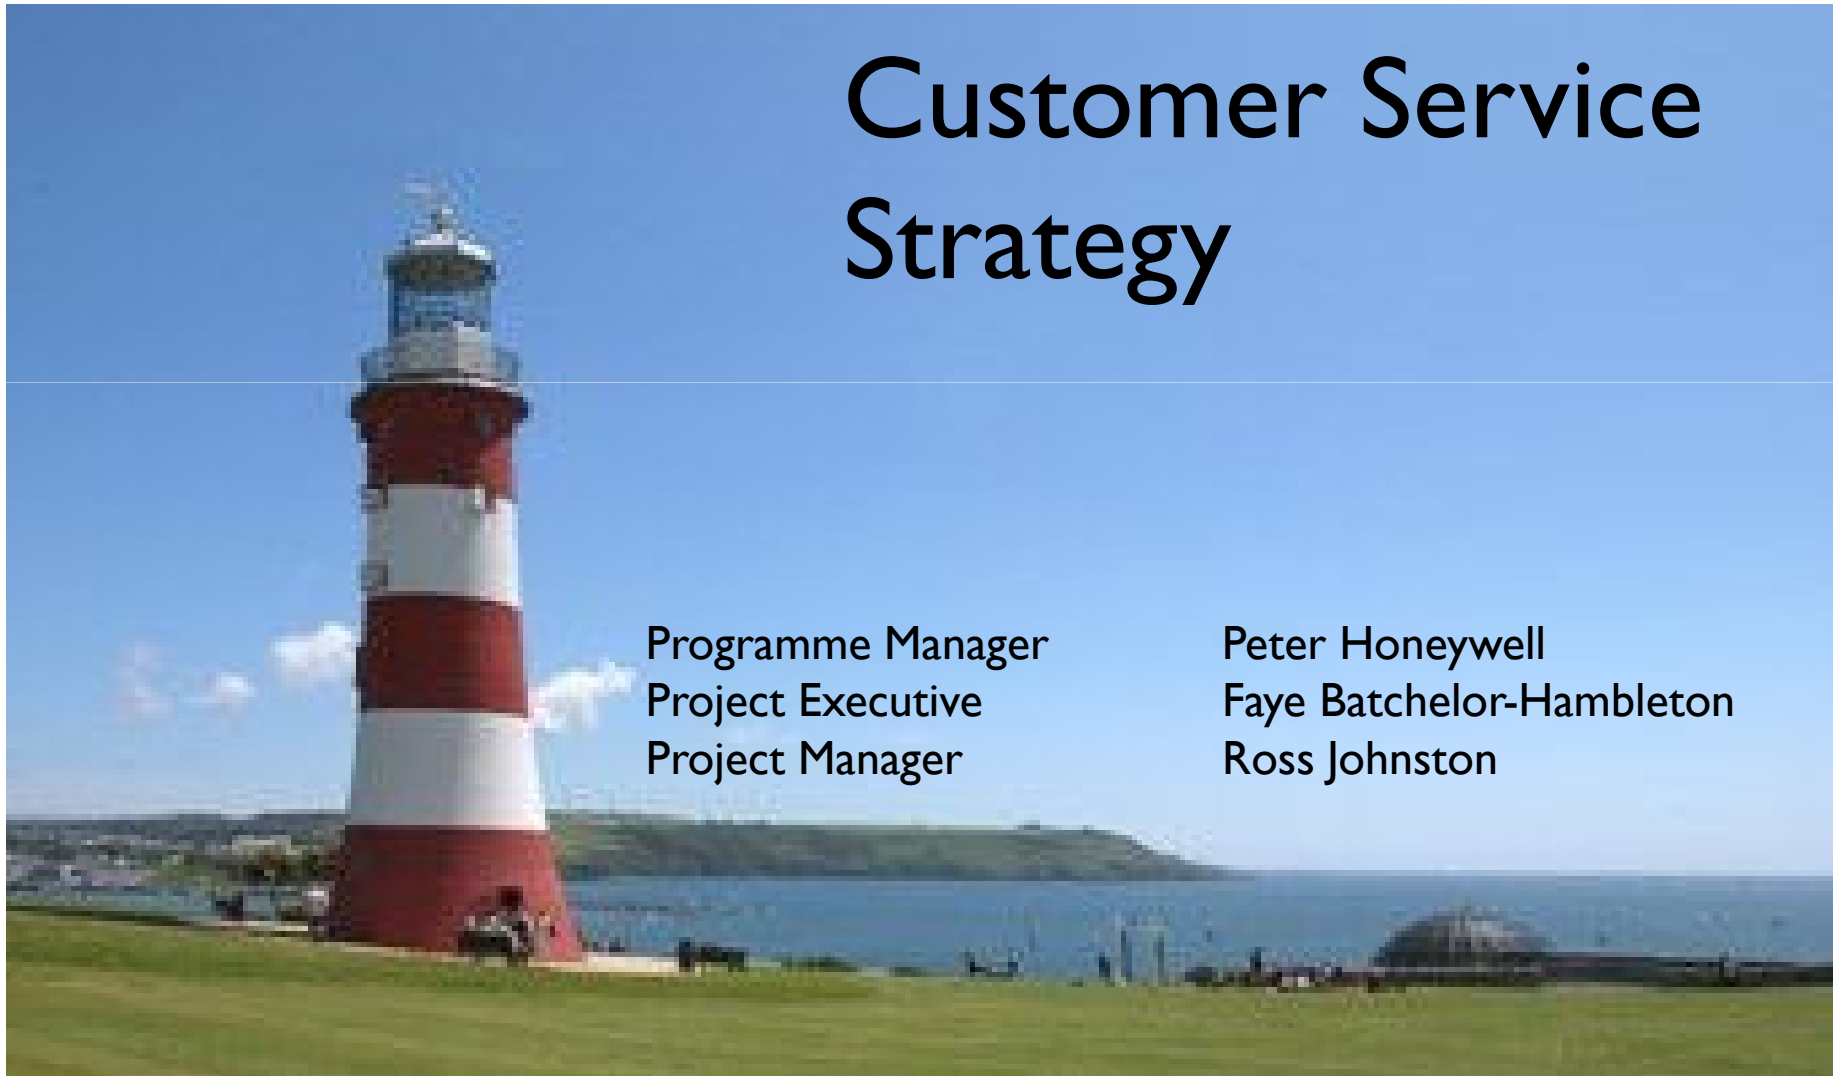 Customer Service
Strategy
Programme Manager Peter Honeywell
Project Executive Faye Batchelor-Hambleton
Project Manager Ross Johnston